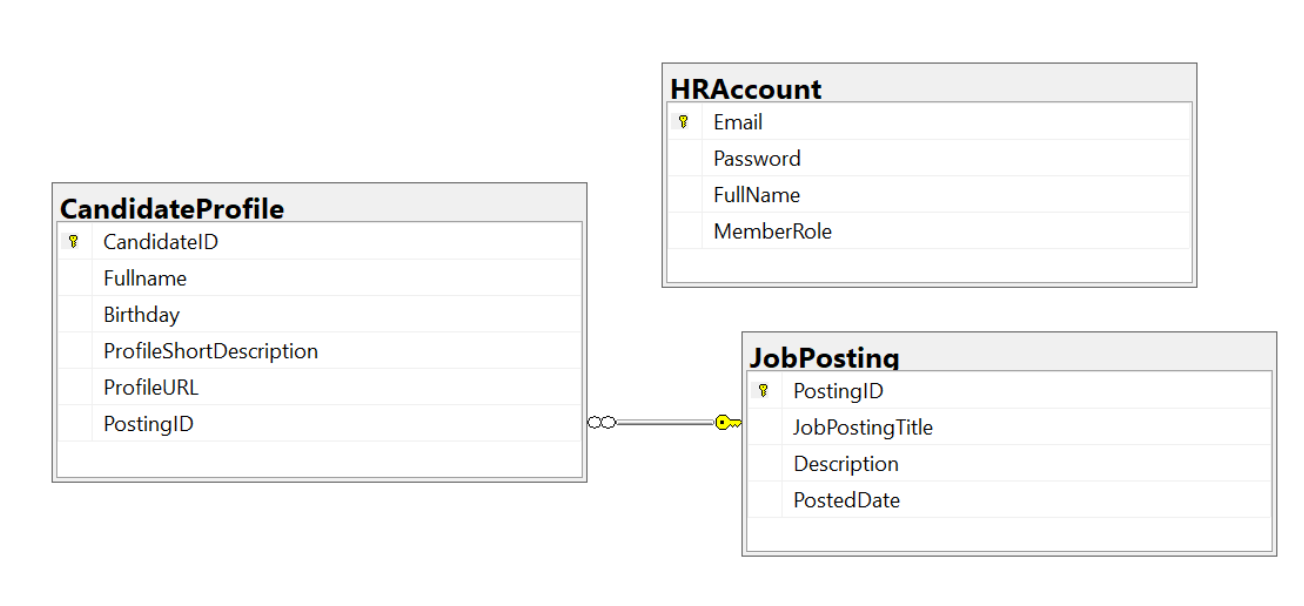 HRAccount
Email
Password
FullName
MemberRole
CandidateProfile
CandidateID
Fullname
Birthday
ProfileShortDescription
ProfileURL
PostingID
JobPosting
PostingID
JobPostingTitle
Description
PostedDate